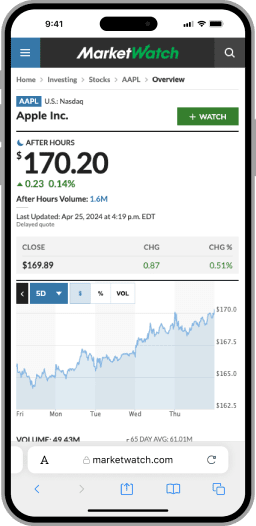 9:41
MarketWatch
Home > Investing > Stocks > AAPL > Overview
AAPL U.S.: Nasdaq
Apple Inc.
+ WATCH
AFTER HOURS
$170.20
0.23 0.14%
After Hours Volume: 1.6M
Last Updated: Apr 25, 2024 at 4:19 p.m. EDT
Delayed quote
CLOSE CHG CHG %
$169.89 0.87 0.51%
5D $ % VOL
$170.0
$167.5
$165.0
$162.5
Fri Mon Tue Wed Thu
VOLUME: 49.43M 65 DAY AVG: 61.01M
A marketwatch.com